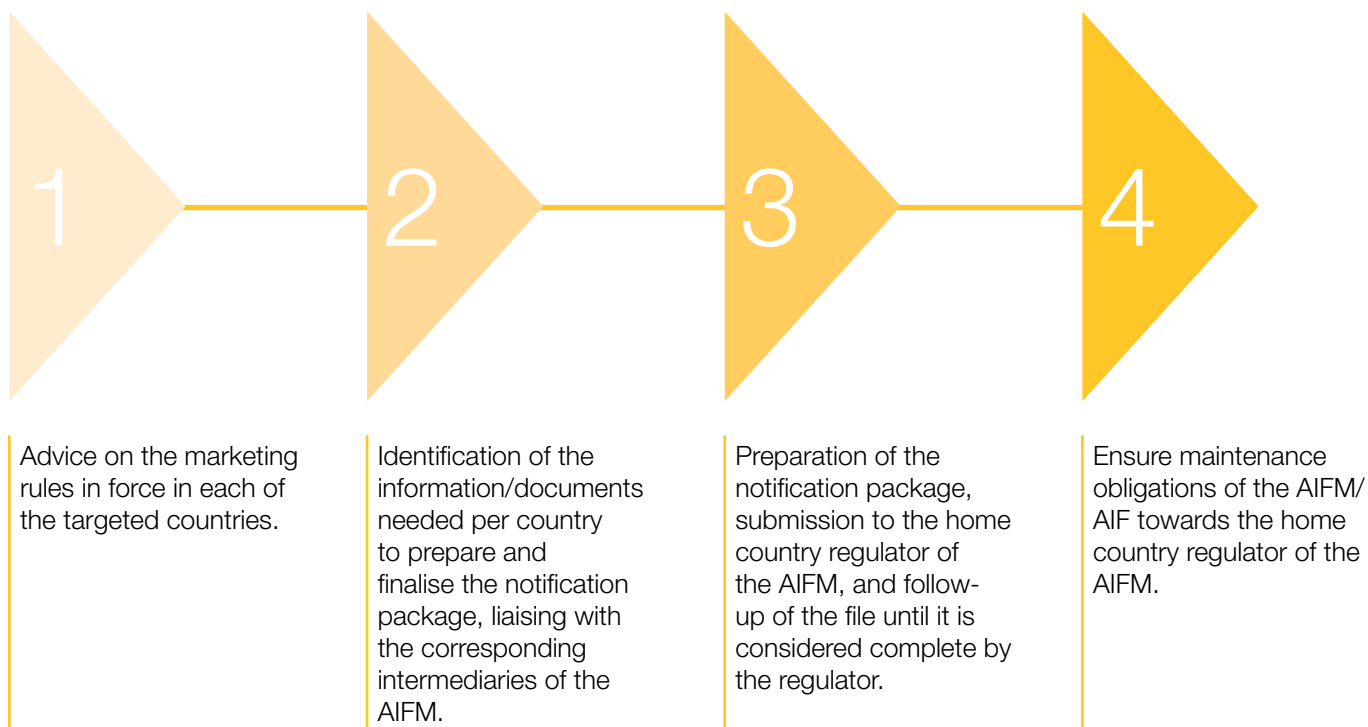 1
2
3
4
Advice on the marketing
rules in force in each of
the targeted countries.
Identification of the
information/documents
needed per country
to prepare and
finalise the notification
package, liaising with
the corresponding
intermediaries of the
AIFM.
Preparation of the
notification package,
submission to the home
country regulator of
the AIFM, and follow-
up of the file until it is
considered complete by
the regulator.
Ensure maintenance
obligations of the AIFM/
AIF towards the home
country regulator of the
AIFM.